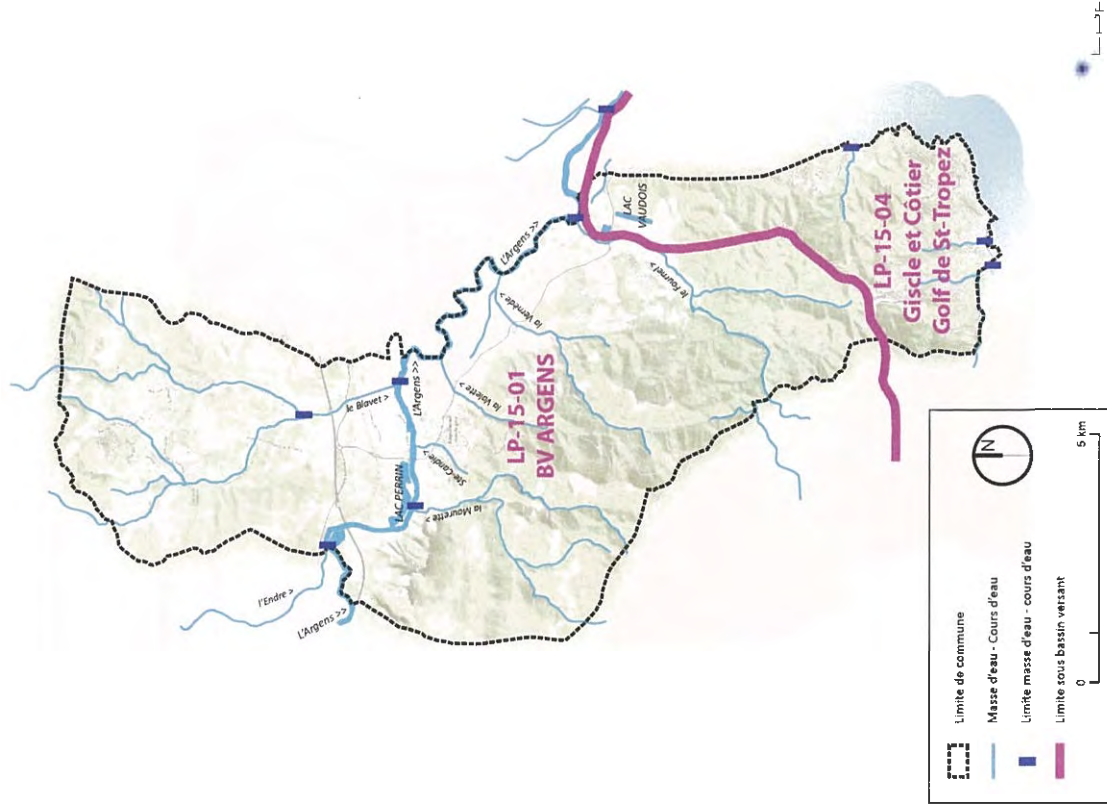 l'Endre >
L'Argens >>
le Blavet >
LAC PERRIN
L'Argens >>
la Mourette >
Ste-Candie >
la Valette >
la Vernède >
L'Argens >>
LP-15-01
BV ARGENS
le Fournel >
LAC
VAUDOIS
LP-15-04
Giscle et Côtier
Golf de St-Tropez
Limite de commune
Masse d'eau - Cours d'eau
Limite masse d'eau - cours d'eau
Limite sous bassin versant
N
0
5 km